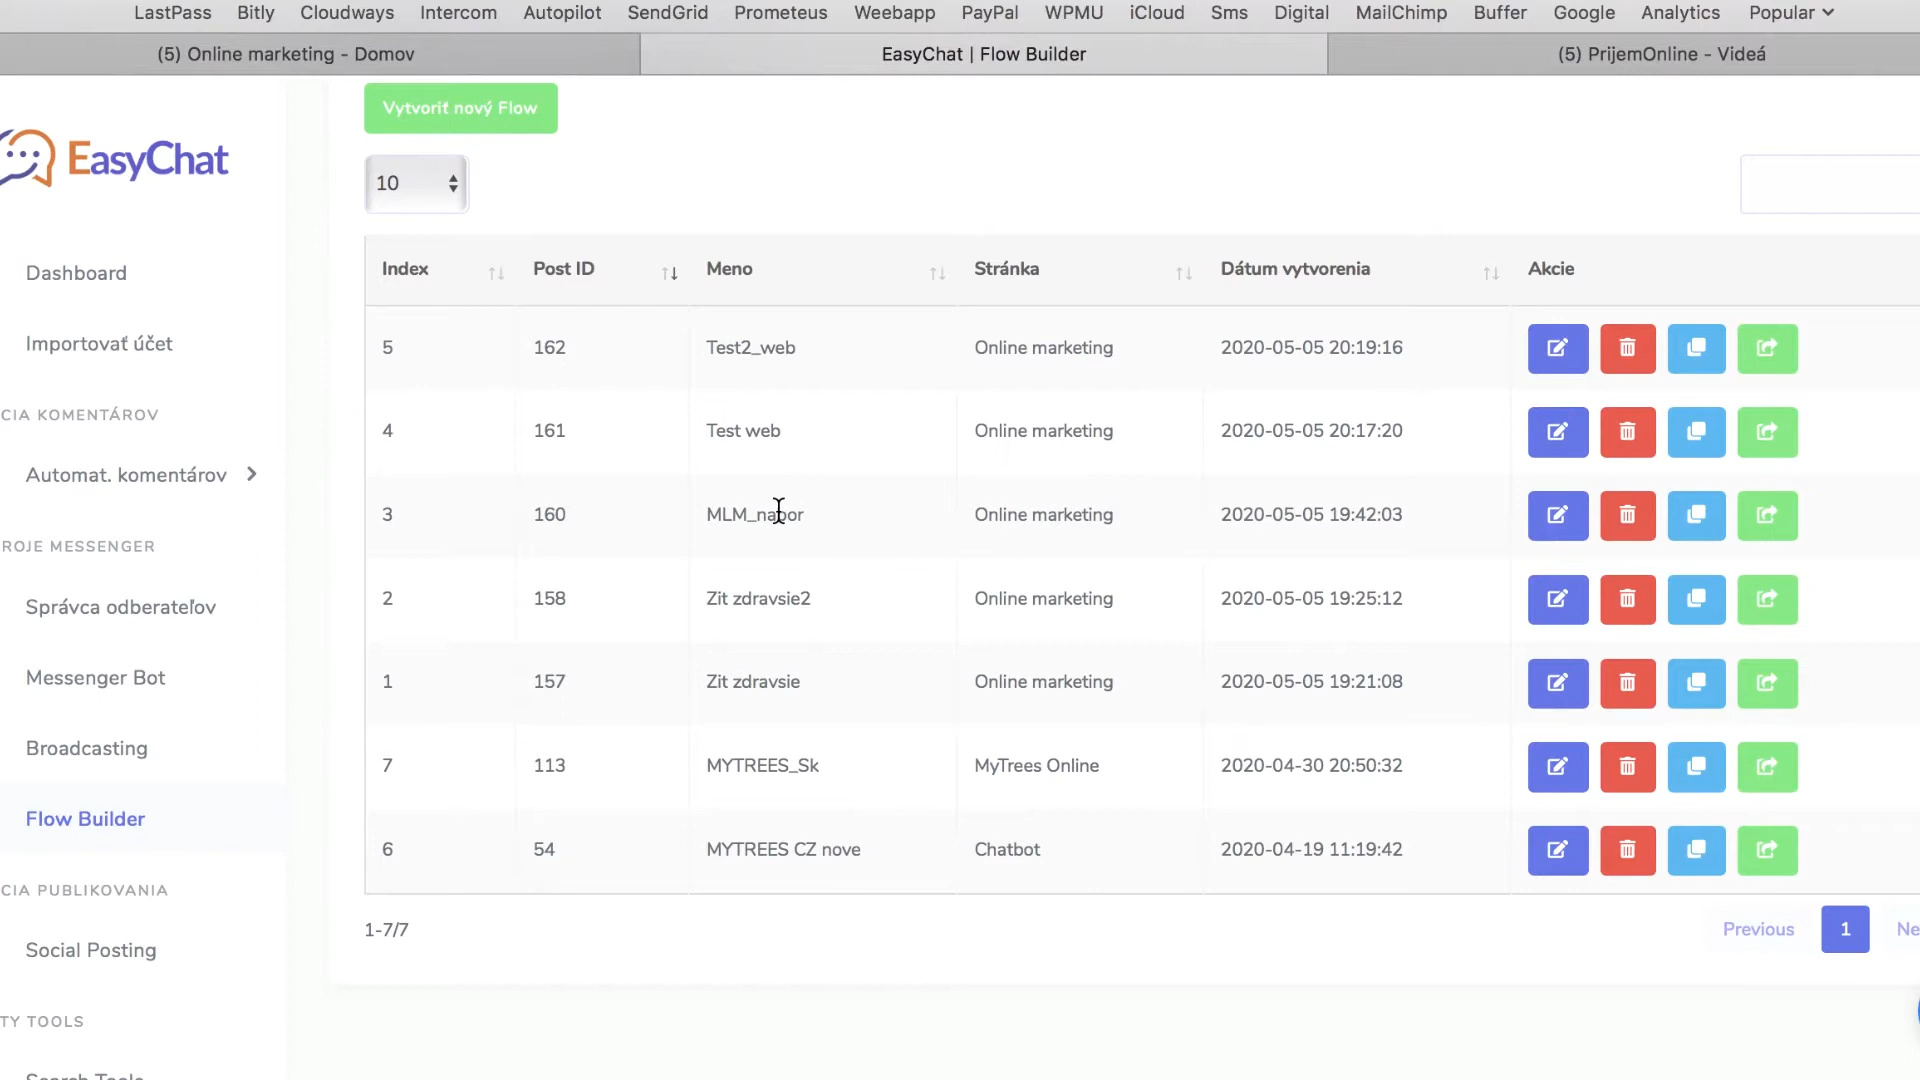 LastPass Bitly Cloudways Intercom Autopilot SendGrid Prometeus Weebapp PayPal WPMU iCloud Sms Digital MailChimp Buffer Google Analytics Popular
(5) Online marketing - Domov EasyChat | Flow Builder (5) PrijemOnline - Videá
Vytvoriť nový Flow
EasyChat
10
Index Post ID Meno Stránka Dátum vytvorenia Akcie
Dashboard
5 162 Test2_web Online marketing 2020-05-05 20:19:16
Importovať účet
CIA KOMENTÁROV
4 161 Test web Online marketing 2020-05-05 20:17:20
Automat. komentárov
3 160 MLM_nabor Online marketing 2020-05-05 19:42:03
ROJE MESSENGER
2 158 Zit zdravsie2 Online marketing 2020-05-05 19:25:12
Správca odberateľov
Messenger Bot
1 157 Zit zdravsie Online marketing 2020-05-05 19:21:08
Broadcasting
7 113 MYTREES_Sk MyTrees Online 2020-04-30 20:50:32
Flow Builder
6 54 MYTREES CZ nove Chatbot 2020-04-19 11:19:42
CIA PUBLIKOVANIA
1-7/7 Previous 1 Ne
Social Posting
TY TOOLS
Search Tools